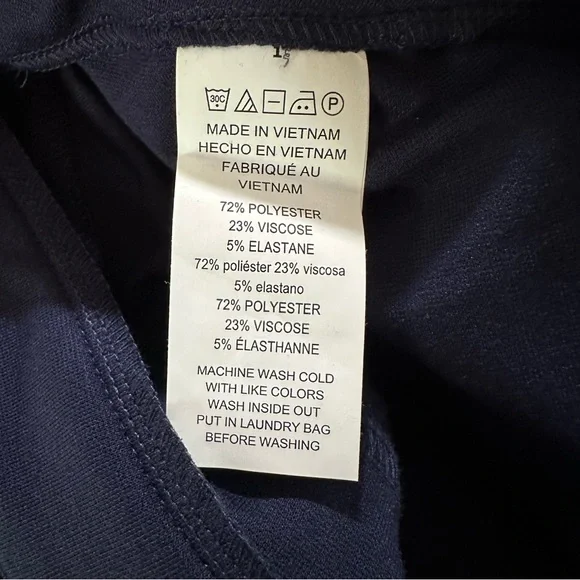 30C P
MADE IN VIETNAM
HECHO EN VIETNAM
FABRIQUÉ AU
VIETNAM
72% POLYESTER
23% VISCOSE
5% ELASTANE
72% poliéster 23% viscosa
5% elastano
72% POLYESTER
23% VISCOSE
5% ÉLASTHANNE
MACHINE WASH COLD
WITH LIKE COLORS
WASH INSIDE OUT
PUT IN LAUNDRY BAG
BEFORE WASHING